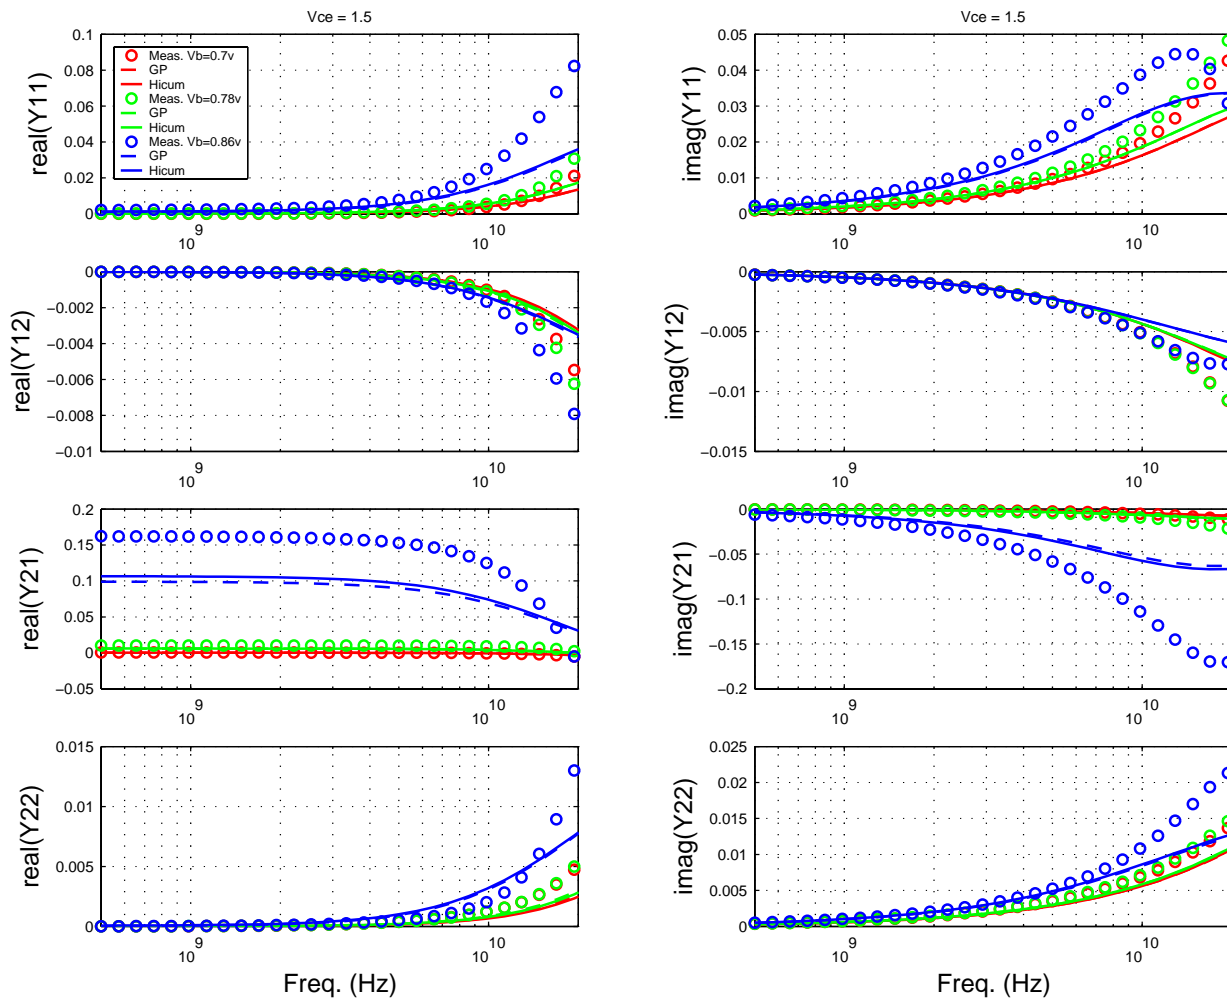 Vce = 1.5
real(Y11)
0.1
0.08
0.06
0.04
0.02
0
Meas. Vb=0.7v
GP
Hicum
Meas. Vb=0.78v
GP
Hicum
Meas. Vb=0.86v
GP
Hicum
10^9
10^10
Vce = 1.5
imag(Y11)
0.05
0.04
0.03
0.02
0.01
0
10^9
10^10
real(Y12)
0
−0.002
−0.004
−0.006
−0.008
−0.01
10^9
10^10
imag(Y12)
0
−0.005
−0.01
−0.015
10^9
10^10
real(Y21)
0.2
0.15
0.1
0.05
0
−0.05
10^9
10^10
imag(Y21)
0
−0.05
−0.1
−0.15
−0.2
10^9
10^10
real(Y22)
0.015
0.01
0.005
0
10^9
10^10
Freq. (Hz)
imag(Y22)
0.025
0.02
0.015
0.01
0.005
0
10^9
10^10
Freq. (Hz)